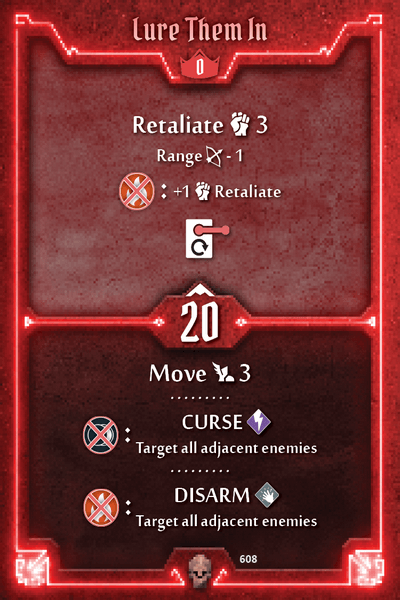 Lure Them In
0
Retaliate 3
Range - 1
: +1 Retaliate
20
Move 3
CURSE
:
Target all adjacent enemies
DISARM
:
Target all adjacent enemies
608